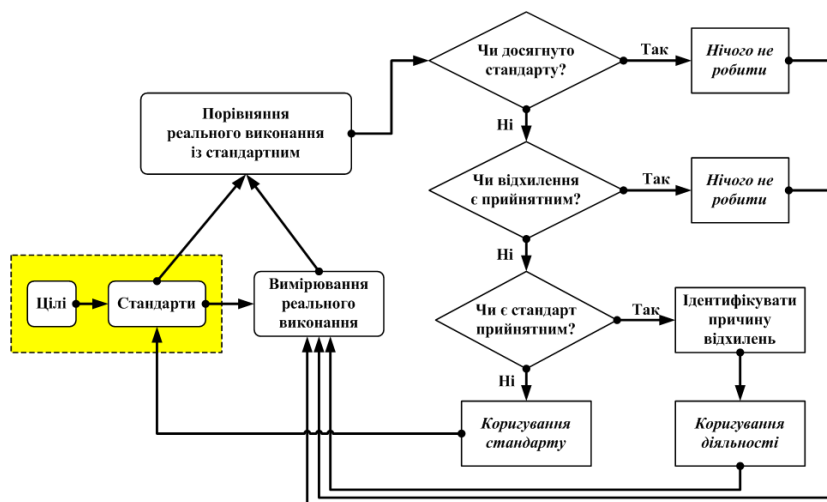 Чи досягнуто
стандарту?
Так
Нічого не
робити
Порівняння
реального виконання
із стандартним
Ні
Чи відхилення
є прийнятним?
Так
Нічого не
робити
Ні
Цілі
Стандарти
Вимірювання
реального
виконання
Чи є стандарт
прийнятним?
Так
Ідентифікувати
причину
відхилень
Ні
Коригування
стандарту
Коригування
діяльності